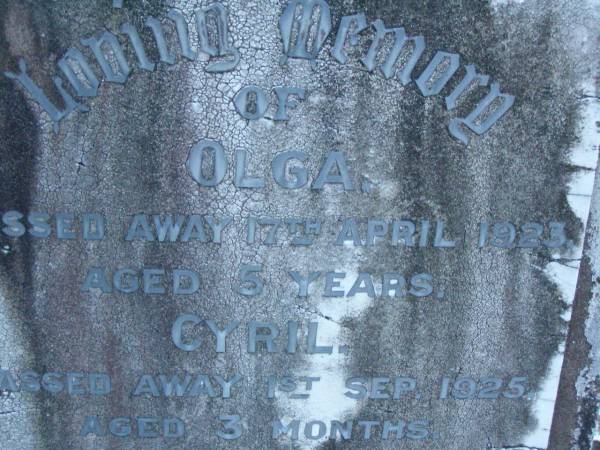 Loving Memory
OF
OLGA.
SSED AWAY 17TH APRIL 1923.
AGED 5 YEARS.
CYRIL.
ASSED AWAY 1ST SEP. 1925.
AGED 3 MONTHS.